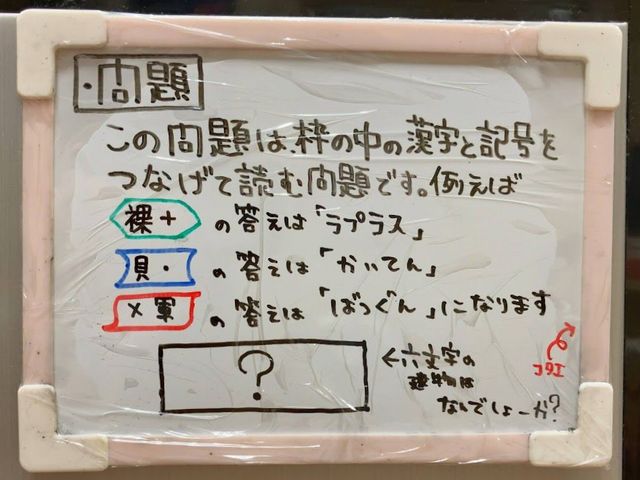 ・問題
この問題は枠の中の漢字と記号を
つなげて読む問題です。例えば
裸+ の答えは「ラプラス」
貝・ の答えは「かいてん」
×軍 の答えは「ばつぐん」になります
?
←六文字の
建物は
なんでしょーか?
コタエ